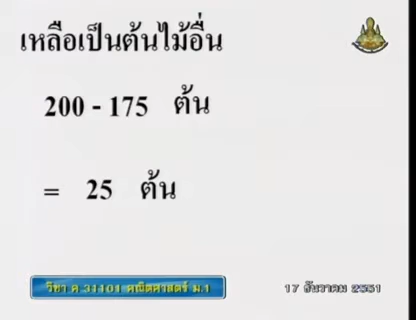 เหลือเป็นต้นไม้อื่น
200 - 175 ต้น
= 25 ต้น
วิชา ค 31101 คณิตศาสตร์ ม.1
17 ธันวาคม 2551